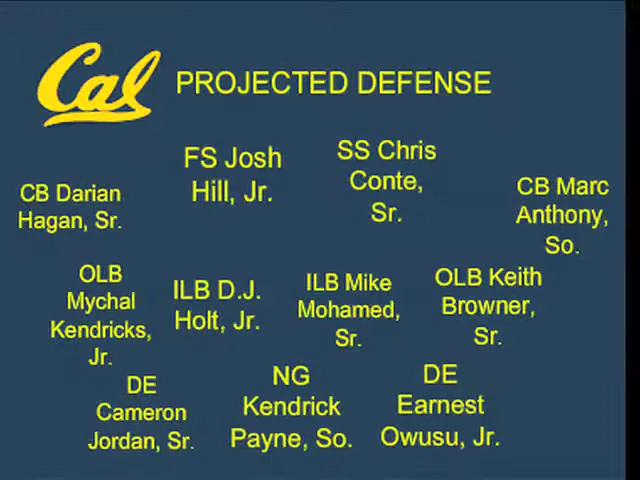 Cal PROJECTED DEFENSE
CB Darian
Hagan, Sr.
FS Josh
Hill, Jr.
SS Chris
Conte,
Sr.
CB Marc
Anthony,
So.
OLB
Mychal
Kendricks,
Jr.
ILB D.J.
Holt, Jr.
ILB Mike
Mohamed,
Sr.
OLB Keith
Browner,
Sr.
DE
Cameron
Jordan, Sr.
NG
Kendrick
Payne, So.
DE
Earnest
Owusu, Jr.